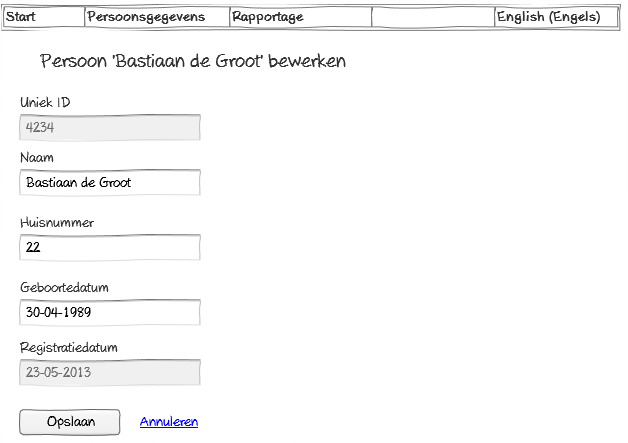 Start Persoonsgegevens Rapportage English (Engels)
Persoon 'Bastiaan de Groot' bewerken
Uniek ID
4234
Naam
Bastiaan de Groot
Huisnummer
22
Geboortedatum
30-04-1989
Registratiedatum
23-05-2013
Opslaan Annuleren